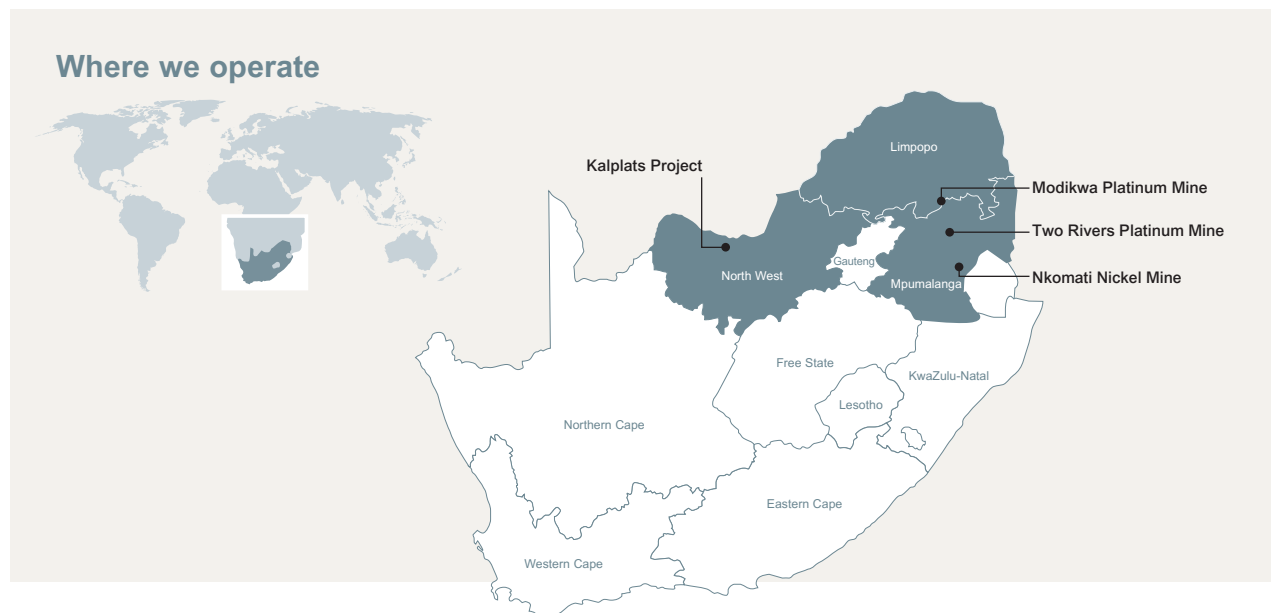 Where we operate
Limpopo
Kalplats Project
Modikwa Platinum Mine
Two Rivers Platinum Mine
Gauteng
North West
Nkomati Nickel Mine
Mpumalanga
Free State
KwaZulu-Natal
Lesotho
Northern Cape
Eastern Cape
Western Cape